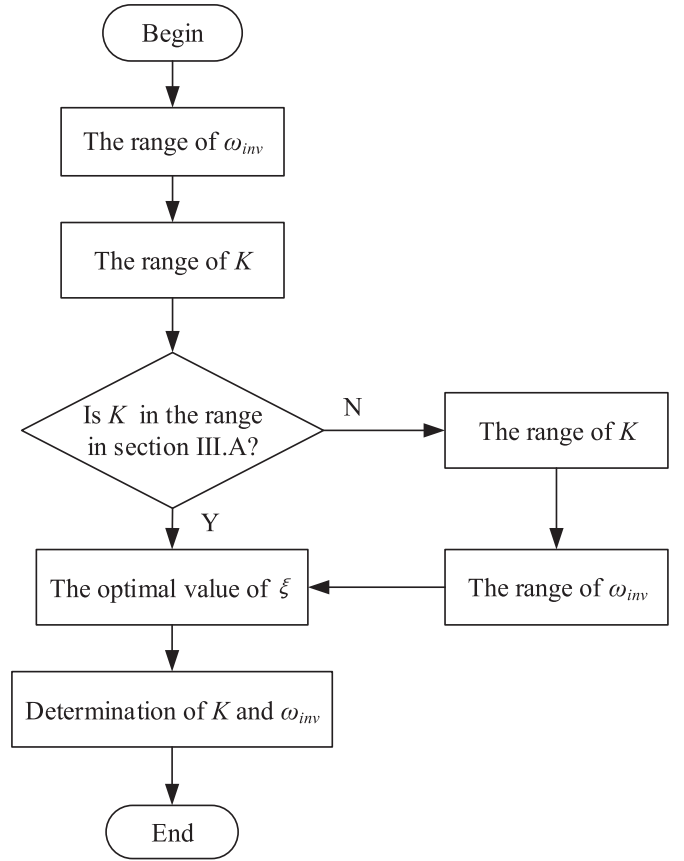 Begin
The range of ωinv
The range of K
Is K in the range
in section III.A?
N
The range of K
Y
The optimal value of ξ
The range of ωinv
Determination of K and ωinv
End